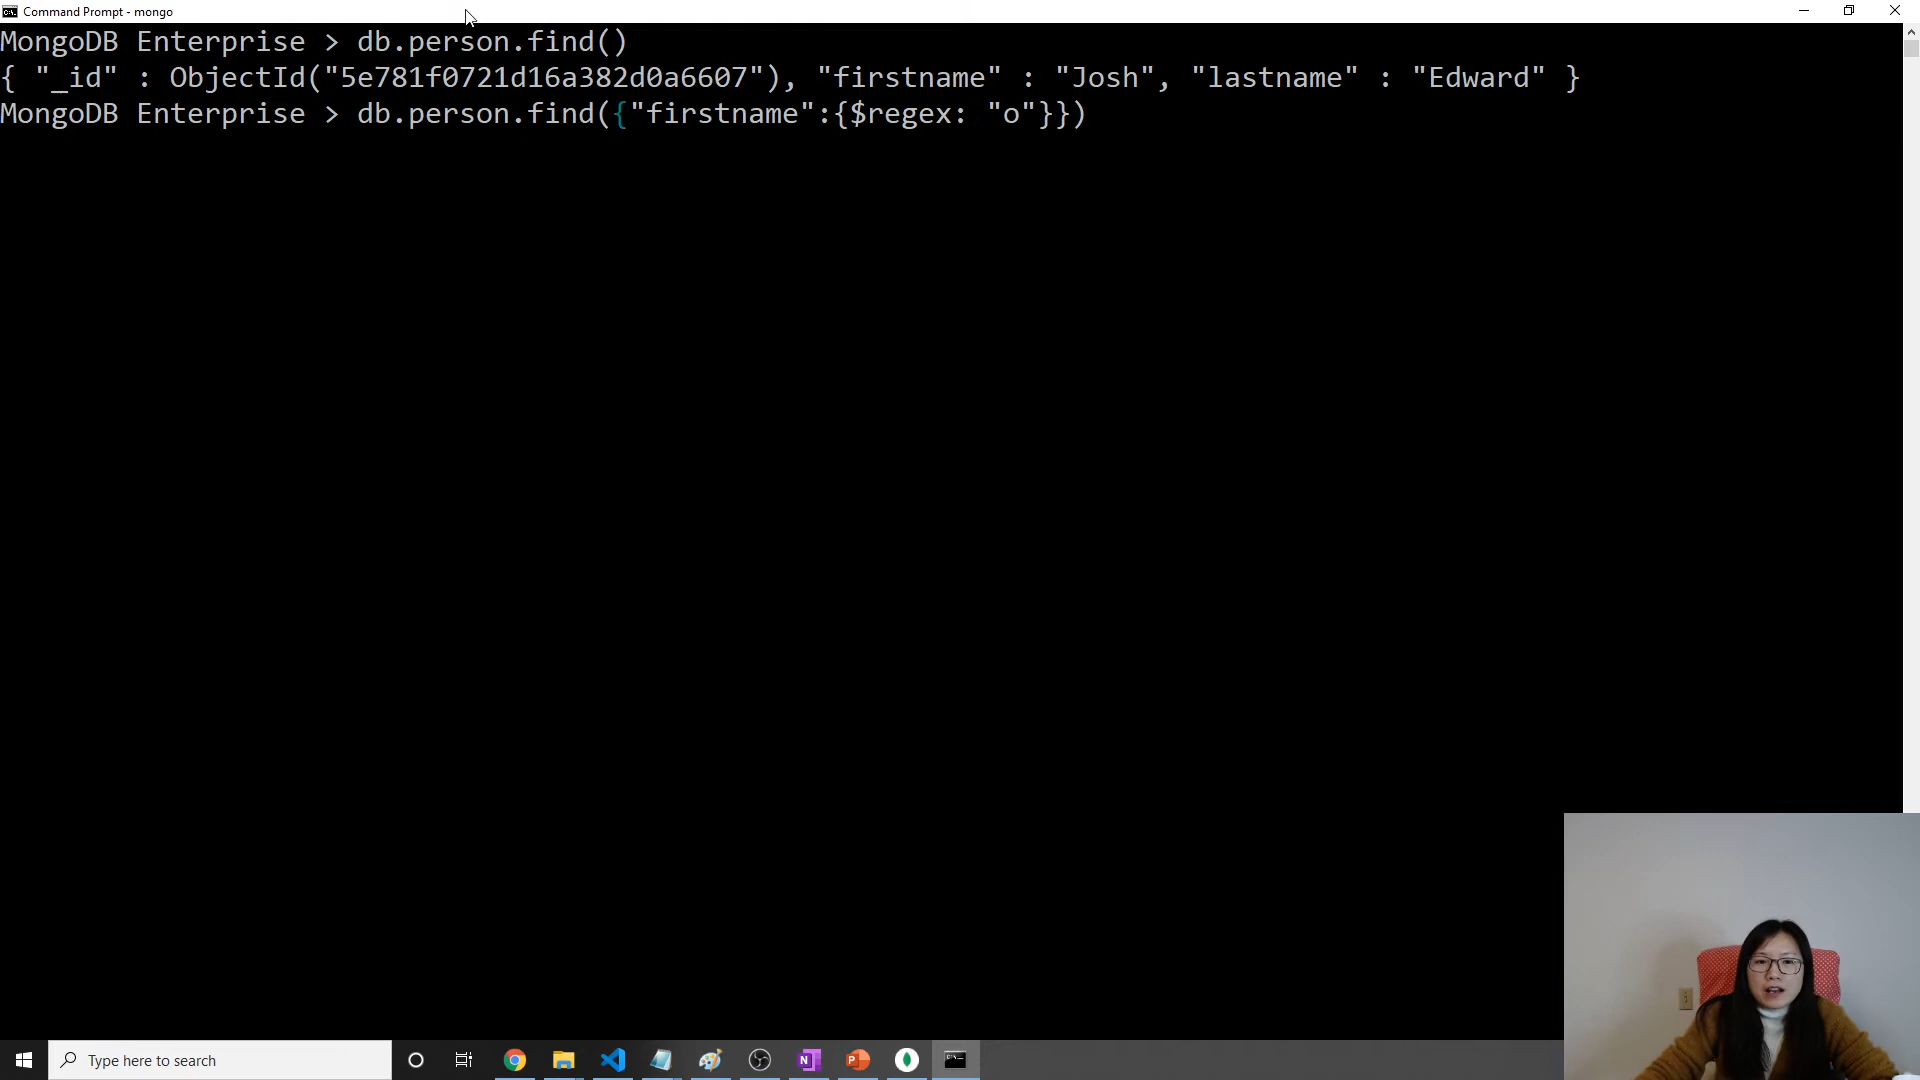 Command Prompt - mongo
MongoDB Enterprise > db.person.find()
{ "_id" : ObjectId("5e781f0721d16a382d0a6607"), "firstname" : "Josh", "lastname" : "Edward" }
MongoDB Enterprise > db.person.find({"firstname":{$regex: "o"}})
Type here to search